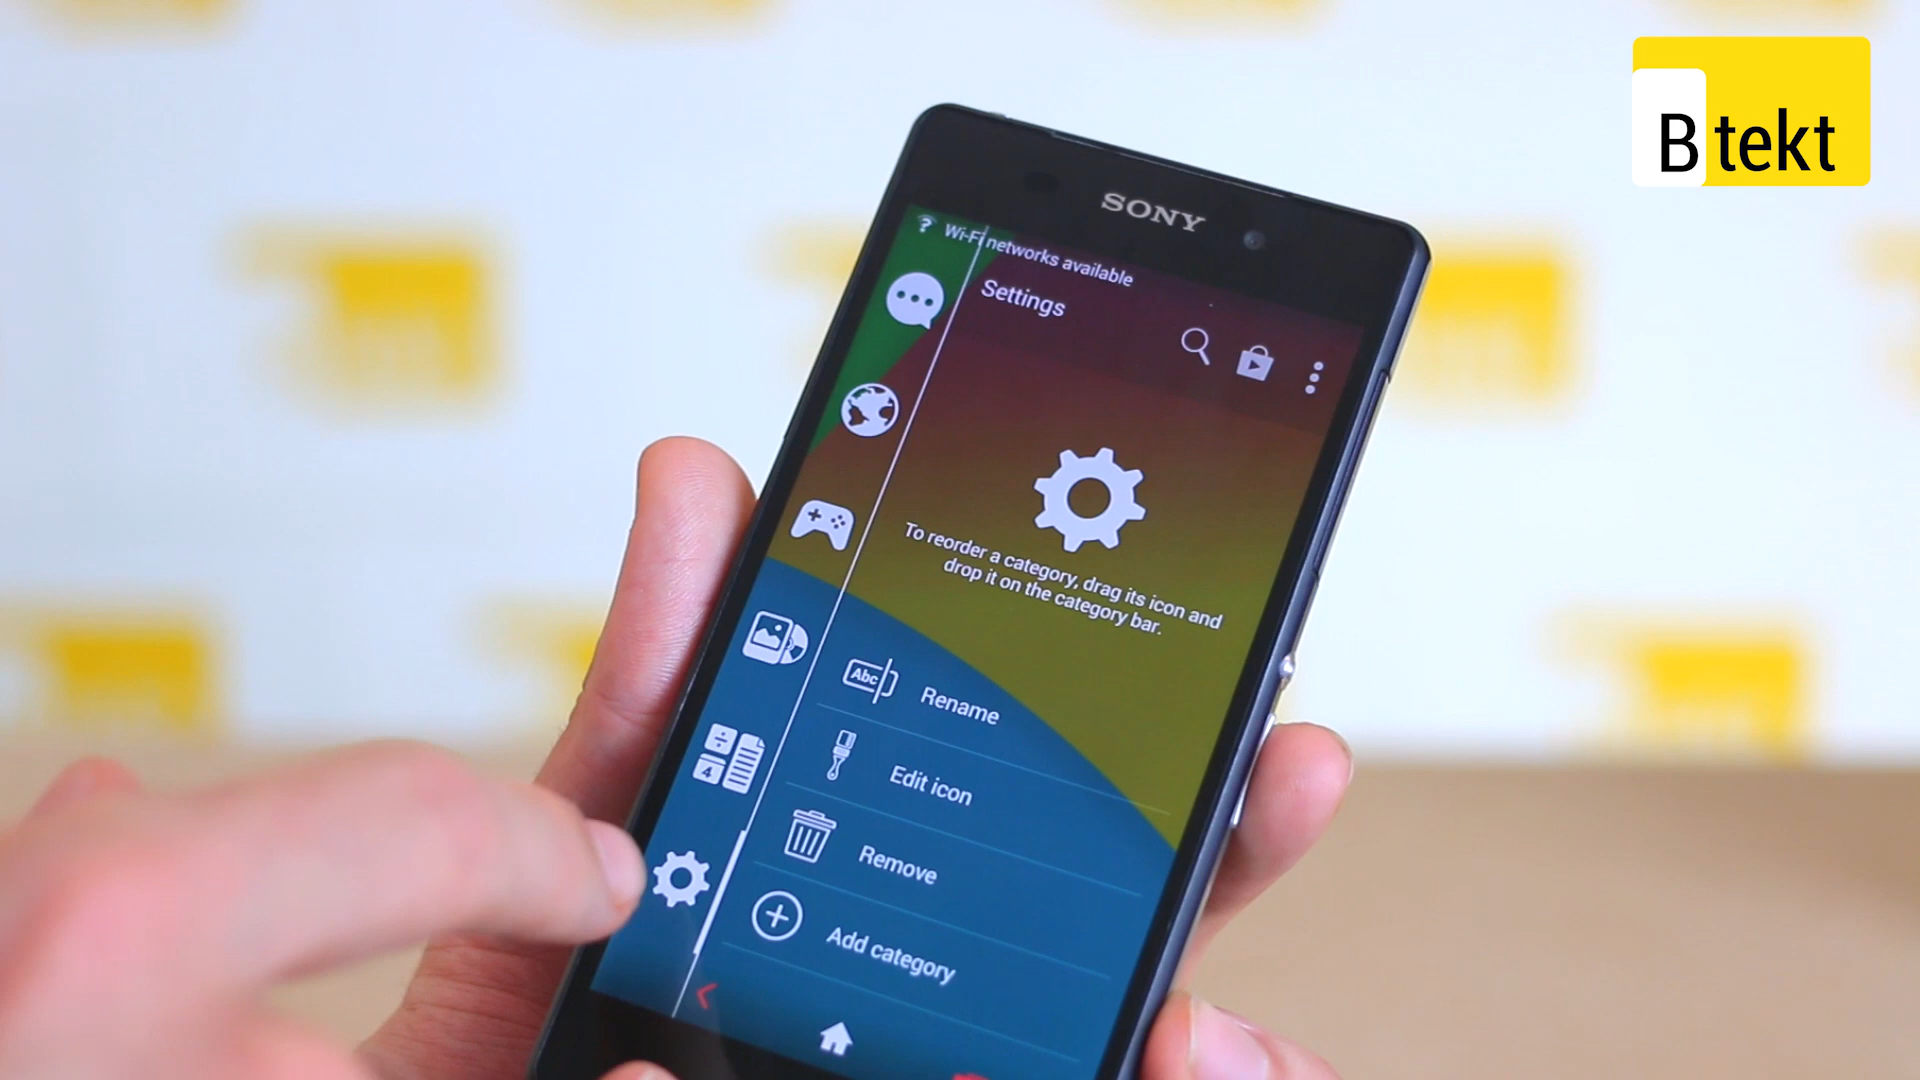 Btekt
SONY
? Wi-Fi networks available
Settings
To reorder a category, drag its icon and
drop it on the category bar.
Abc
Rename
Edit icon
4
Remove
Add category